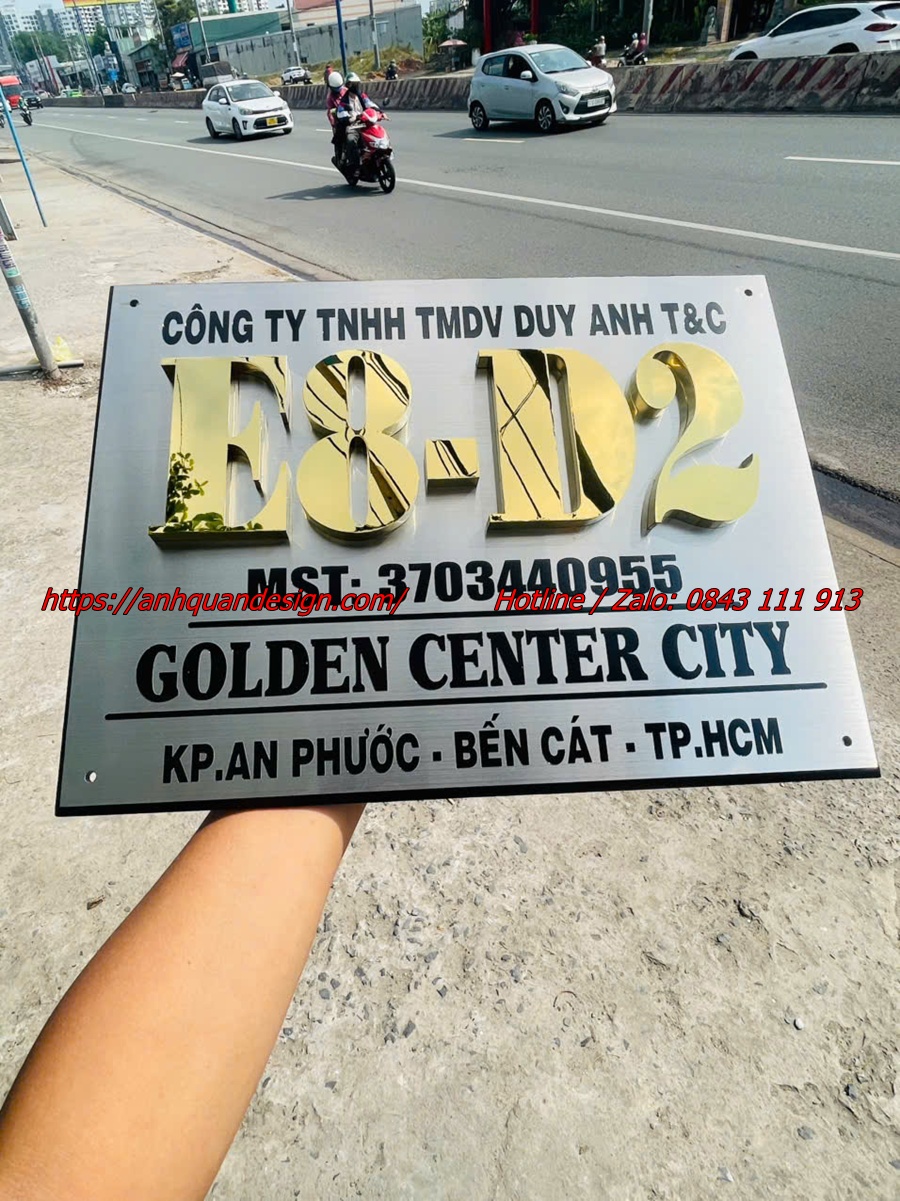 CÔNG TY TNHH TMDV DUY ANH T&C
E8-D2
MST: 3703440955
https://anhquandesign.com/ Hotline / Zalo: 0843 111 913
GOLDEN CENTER CITY
KP.AN PHƯỚC - BẾN CÁT - TP.HCM